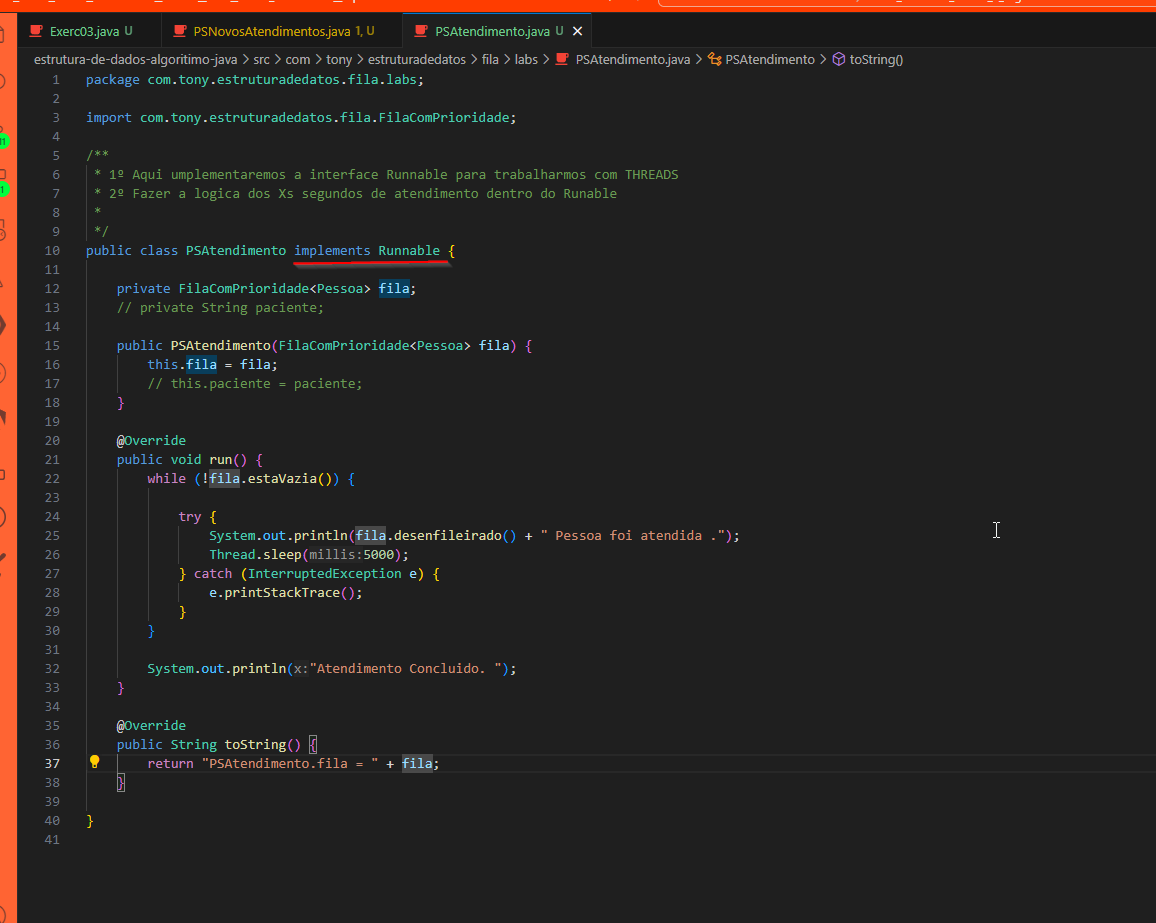 Exerc03.java U
PSNovosAtendimentos.java 1, U
PSAtendimento.java U
estrutura-de-dados-algoritimo-java > src > com > tony > estruturadedatos > fila > labs > PSAtendimento.java > PSAtendimento > toString()
1 package com.tony.estruturadedatos.fila.labs;
2
3 import com.tony.estruturadedatos.fila.FilaComPrioridade;
4
5 /**
6 * 1º Aqui umplementaremos a interface Runnable para trabalharmos com THREADS
7 * 2º Fazer a logica dos Xs segundos de atendimento dentro do Runable
8 *
9 */
10 public class PSAtendimento implements Runnable {
11
12 private FilaComPrioridade<Pessoa> fila;
13 // private String paciente;
14
15 public PSAtendimento(FilaComPrioridade<Pessoa> fila) {
16 this.fila = fila;
17 // this.paciente = paciente;
18 }
19
20 @Override
21 public void run() {
22 while (!fila.estaVazia()) {
23
24 try {
25 System.out.println(fila.desenfileirado() + " Pessoa foi atendida .");
26 Thread.sleep(millis:5000);
27 } catch (InterruptedException e) {
28 e.printStackTrace();
29 }
30 }
31
32 System.out.println(x:"Atendimento Concluido. ");
33 }
34
35 @Override
36 public String toString() {
37 return "PSAtendimento.fila = " + fila;
38 }
39
40 }
41